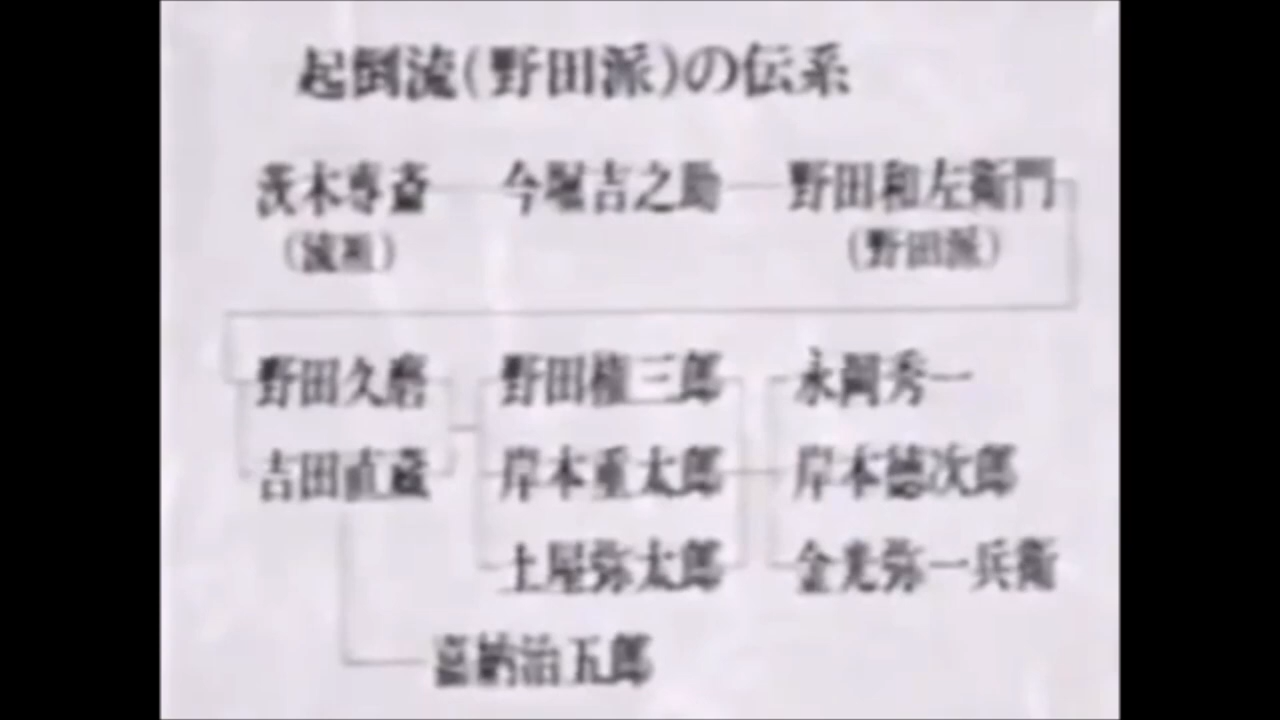 起倒流(野田派)の伝系
茨木専斎 今堀吉之助 野田和左衛門
(流祖) (野田派)
野田久磨 野田権三郎 永岡秀一
吉田直蔵 岸本重太郎 岸本徳次郎
土屋弥太郎 金光弥一兵衛
嘉納治五郎